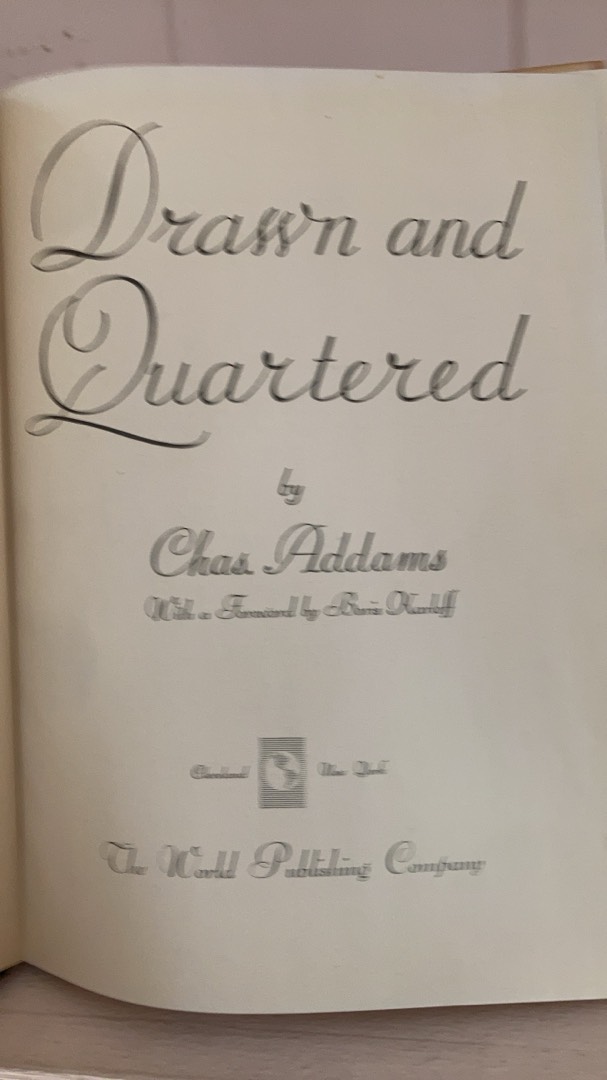 Drawn and
Quartered
by
Chas Addams
With a Foreword by Boris Karloff
Cleveland New York
The World Publishing Company